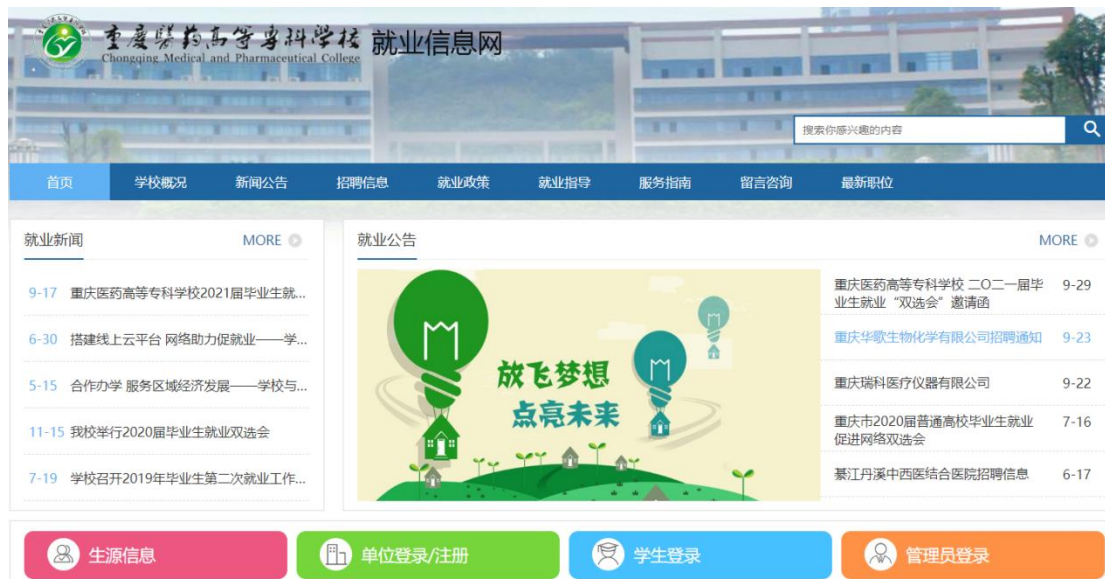 重庆医药高等专科学校 就业信息网
Chongqing Medical and Pharmaceutical College
搜索你感兴趣的内容
首页 学校概况 新闻公告 招聘信息 就业政策 就业指导 服务指南 留言咨询 最新职位
就业新闻 MORE
9-17 重庆医药高等专科学校2021届毕业生就...
6-30 搭建线上云平台 网络助力促就业——学...
5-15 合作办学 服务区域经济发展——学校与...
11-15 我校举行2020届毕业生就业双选会
7-19 学校召开2019年毕业生第二次就业工作...
就业公告 MORE
放飞梦想
点亮未来
重庆医药高等专科学校 二〇二一届毕 9-29
业生就业“双选会”邀请函
重庆华歌生物化学有限公司招聘通知 9-23
重庆瑞科医疗仪器有限公司 9-22
重庆市2020届普通高校毕业生就业 7-16
促进网络双选会
綦江丹溪中西医结合医院招聘信息 6-17
生源信息 单位登录/注册 学生登录 管理员登录